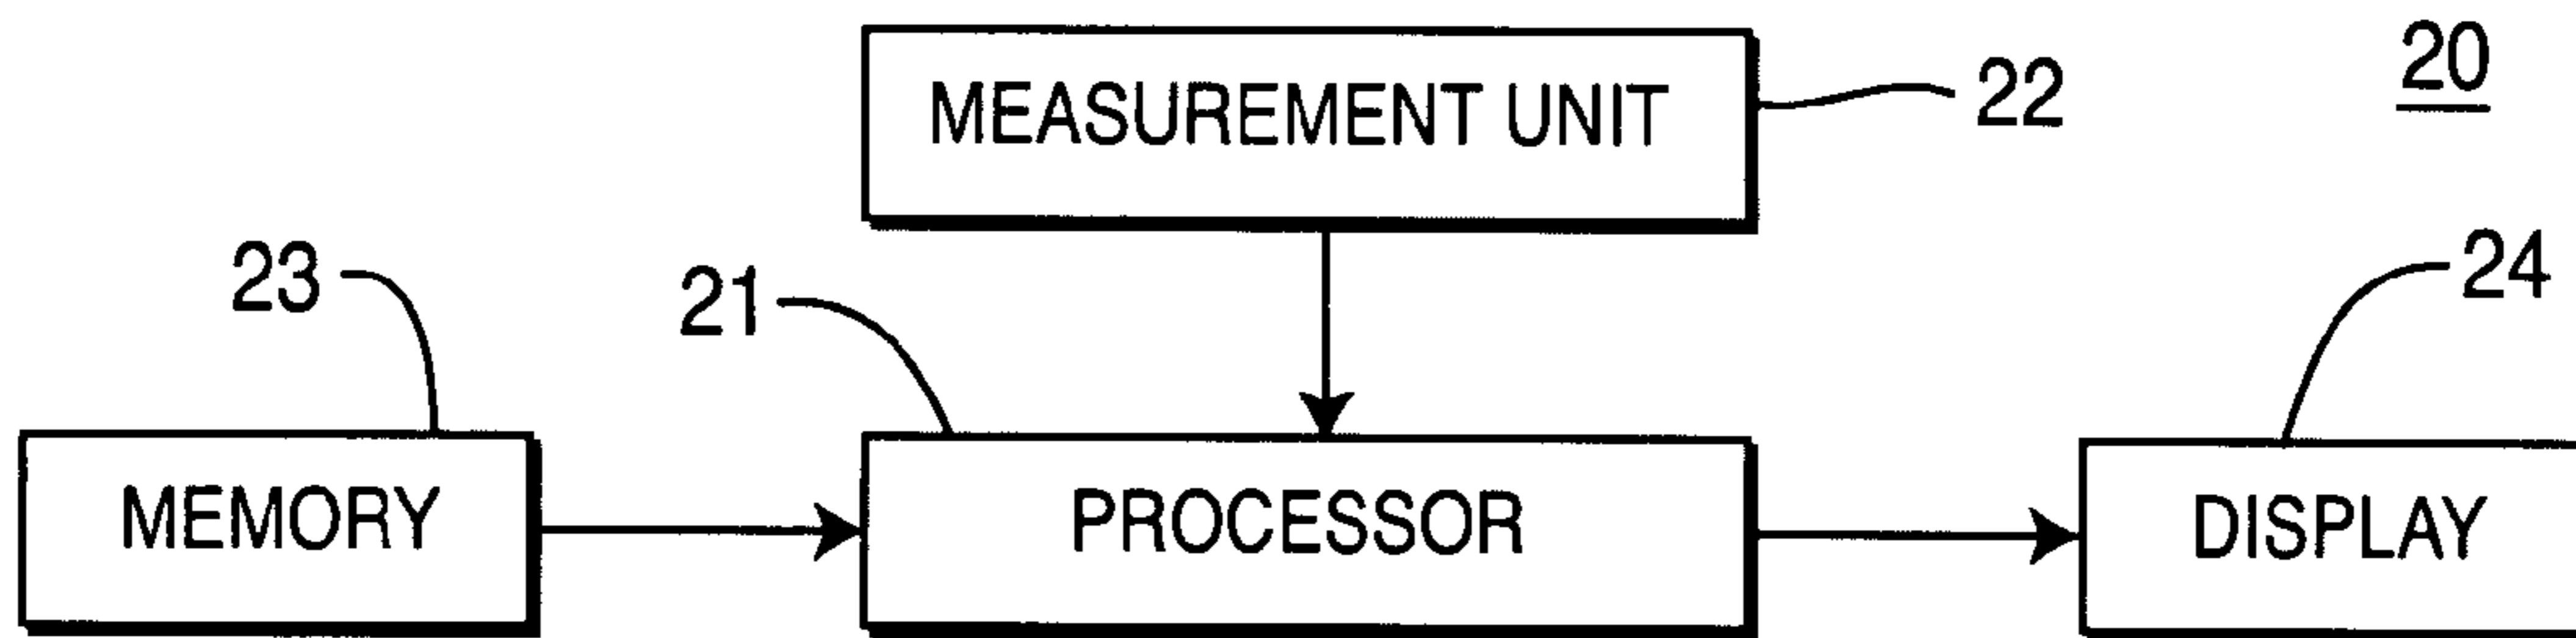 20
MEASUREMENT UNIT
22
23
21
24
MEMORY
PROCESSOR
DISPLAY